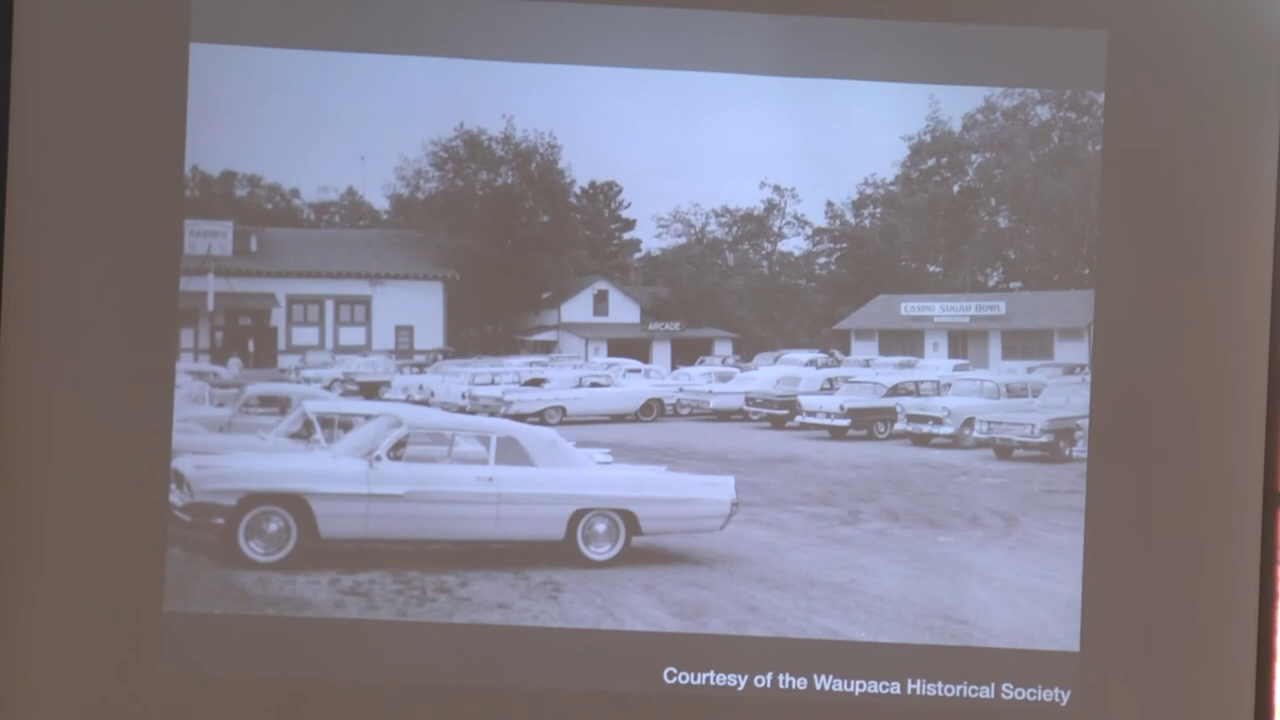 CASINO
ARCADE
CASINO SUGAR BOWL
Courtesy of the Waupaca Historical Society